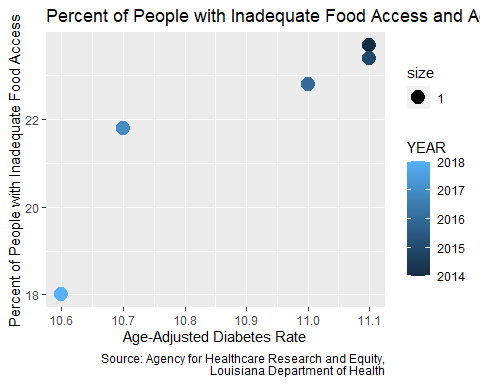 Percent of People with Inadequate Food Access and A
Percent of People with Inadequate Food Access
22
20
18
10.6 10.7 10.8 10.9 11.0 11.1
Age-Adjusted Diabetes Rate
size
1
YEAR
2018
2017
2016
2015
2014
Source: Agency for Healthcare Research and Equity,
Louisiana Department of Health